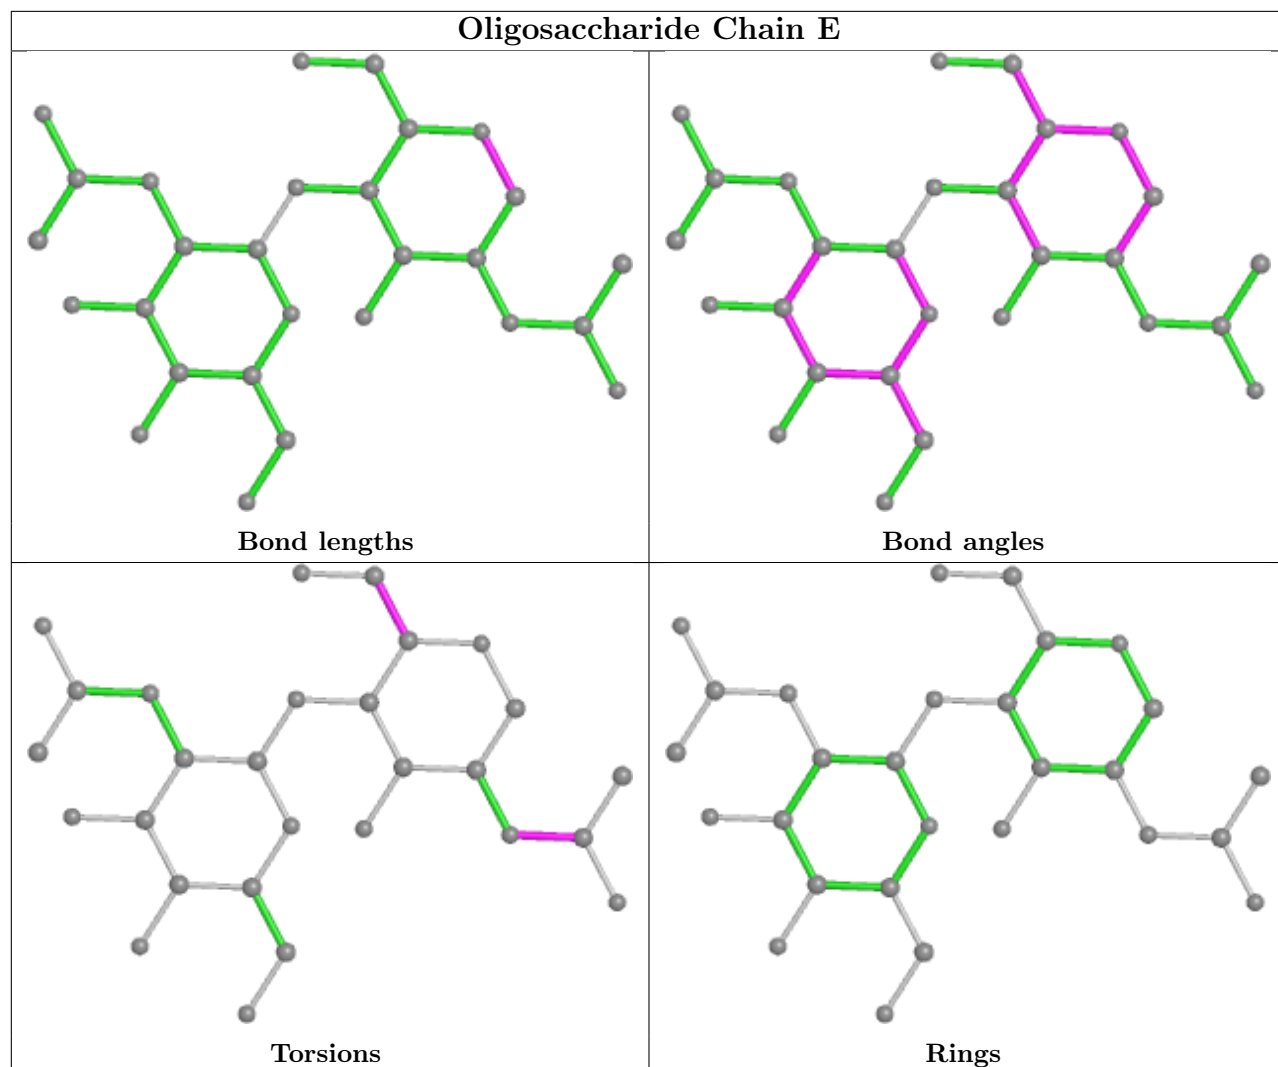 Oligosaccharide Chain E
Bond lengths
Bond angles
Torsions
Rings